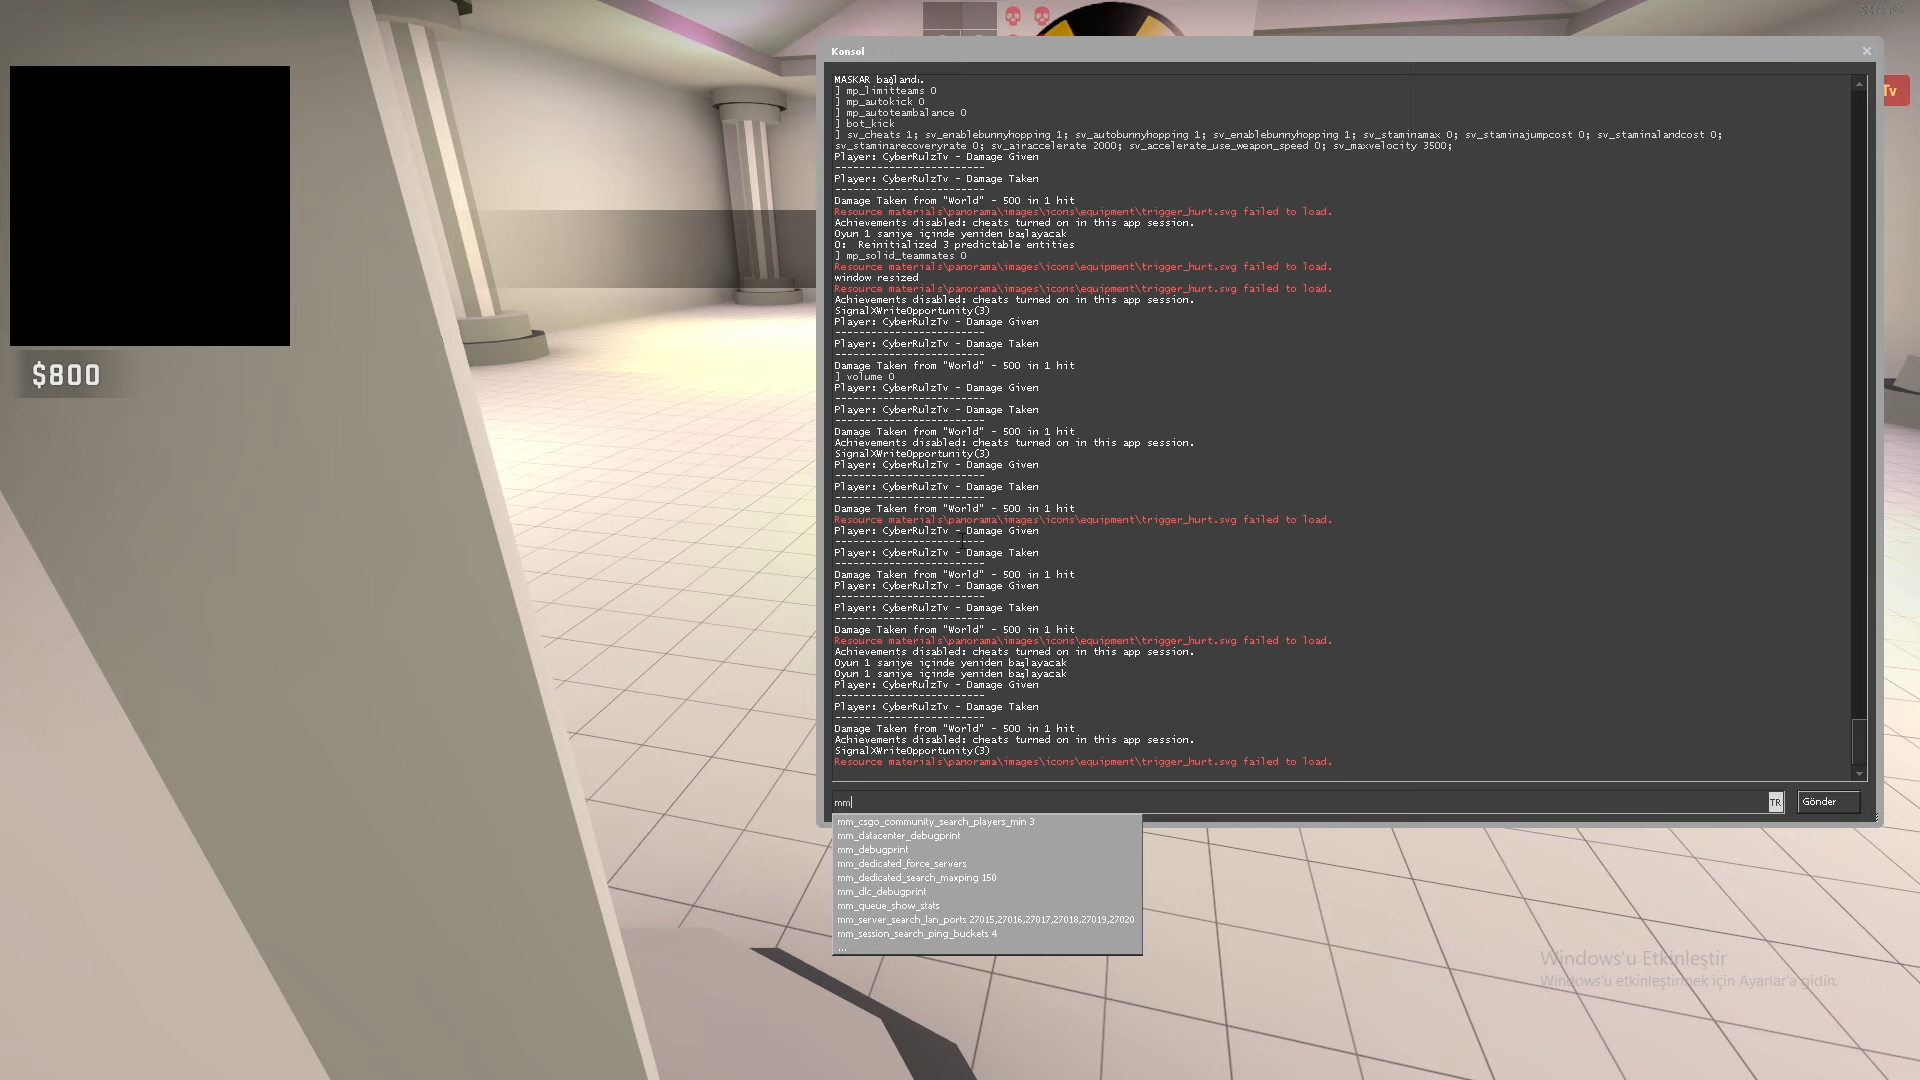 Konsol
MASKAR bağlandı.
] mp_limitteams 0
] mp_autokick 0
] mp_autoteambalance 0
] bot_kick
] sv_cheats 1; sv_enablebunnyhopping 1; sv_autobunnyhopping 1; sv_enablebunnyhopping 1; sv_staminamax 0; sv_staminajumpcost 0; sv_staminalandcost 0;
sv_staminarecoveryrate 0; sv_airaccelerate 2000; sv_accelerate_use_weapon_speed 0; sv_maxvelocity 3500;
Player: CyberRulzTv - Damage Given
-------------------------
Player: CyberRulzTv - Damage Taken
-------------------------
Damage Taken from "World" - 500 in 1 hit
Resource materials\panorama\images\icons\equipment\trigger_hurt.svg failed to load.
Achievements disabled: cheats turned on in this app session.
Oyun 1 saniye içinde yeniden başlayacak
0:  Reinitialized 3 predictable entities
] mp_solid_teammates 0
Resource materials\panorama\images\icons\equipment\trigger_hurt.svg failed to load.
window resized
Resource materials\panorama\images\icons\equipment\trigger_hurt.svg failed to load.
Achievements disabled: cheats turned on in this app session.
SignalXWriteOpportunity(3)
Player: CyberRulzTv - Damage Given
-------------------------
Player: CyberRulzTv - Damage Taken
-------------------------
Damage Taken from "World" - 500 in 1 hit
] volume 0
Player: CyberRulzTv - Damage Given
-------------------------
Player: CyberRulzTv - Damage Taken
-------------------------
Damage Taken from "World" - 500 in 1 hit
Achievements disabled: cheats turned on in this app session.
SignalXWriteOpportunity(3)
Player: CyberRulzTv - Damage Given
-------------------------
Player: CyberRulzTv - Damage Taken
-------------------------
Damage Taken from "World" - 500 in 1 hit
Resource materials\panorama\images\icons\equipment\trigger_hurt.svg failed to load.
Player: CyberRulzTv - Damage Given
-------------------------
Player: CyberRulzTv - Damage Taken
-------------------------
Damage Taken from "World" - 500 in 1 hit
Player: CyberRulzTv - Damage Given
-------------------------
Player: CyberRulzTv - Damage Taken
-------------------------
Damage Taken from "World" - 500 in 1 hit
Resource materials\panorama\images\icons\equipment\trigger_hurt.svg failed to load.
Achievements disabled: cheats turned on in this app session.
Oyun 1 saniye içinde yeniden başlayacak
Oyun 1 saniye içinde yeniden başlayacak
Player: CyberRulzTv - Damage Given
-------------------------
Player: CyberRulzTv - Damage Taken
-------------------------
Damage Taken from "World" - 500 in 1 hit
Achievements disabled: cheats turned on in this app session.
SignalXWriteOpportunity(3)
Resource materials\panorama\images\icons\equipment\trigger_hurt.svg failed to load.
mm
TR
Gönder
mm_csgo_community_search_players_min 3
mm_datacenter_debugprint
mm_debugprint
mm_dedicated_force_servers
mm_dedicated_search_maxping 150
mm_dlc_debugprint
mm_queue_show_stats
mm_server_search_lan_ports 27015,27016,27017,27018,27019,27020
mm_session_search_ping_buckets 4
...
$800
Tv
Windows'u Etkinleştir
Windows'u etkinleştirmek için Ayarlar'a gidin.